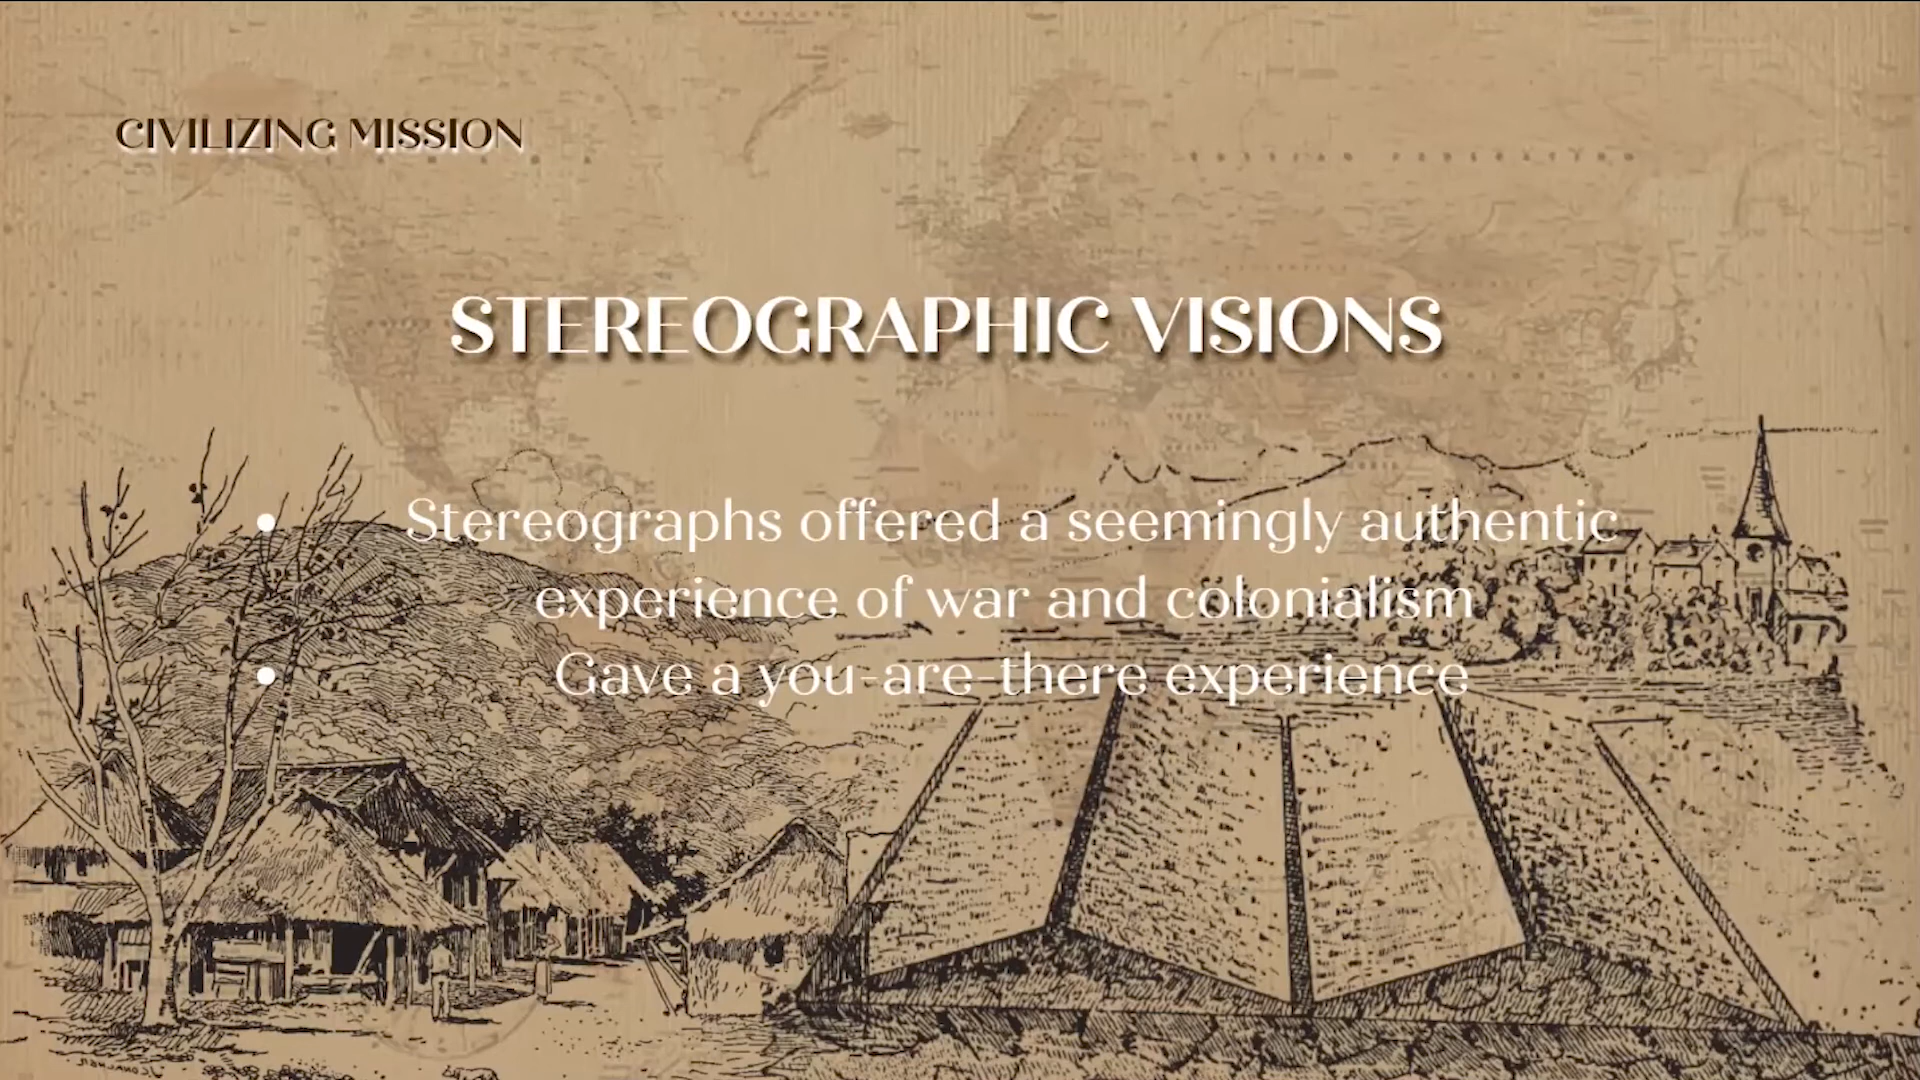 CIVILIZING MISSION
STEREOGRAPHIC VISIONS
• Stereographs offered a seemingly authentic
experience of war and colonialism
• Gave a you-are-there experience